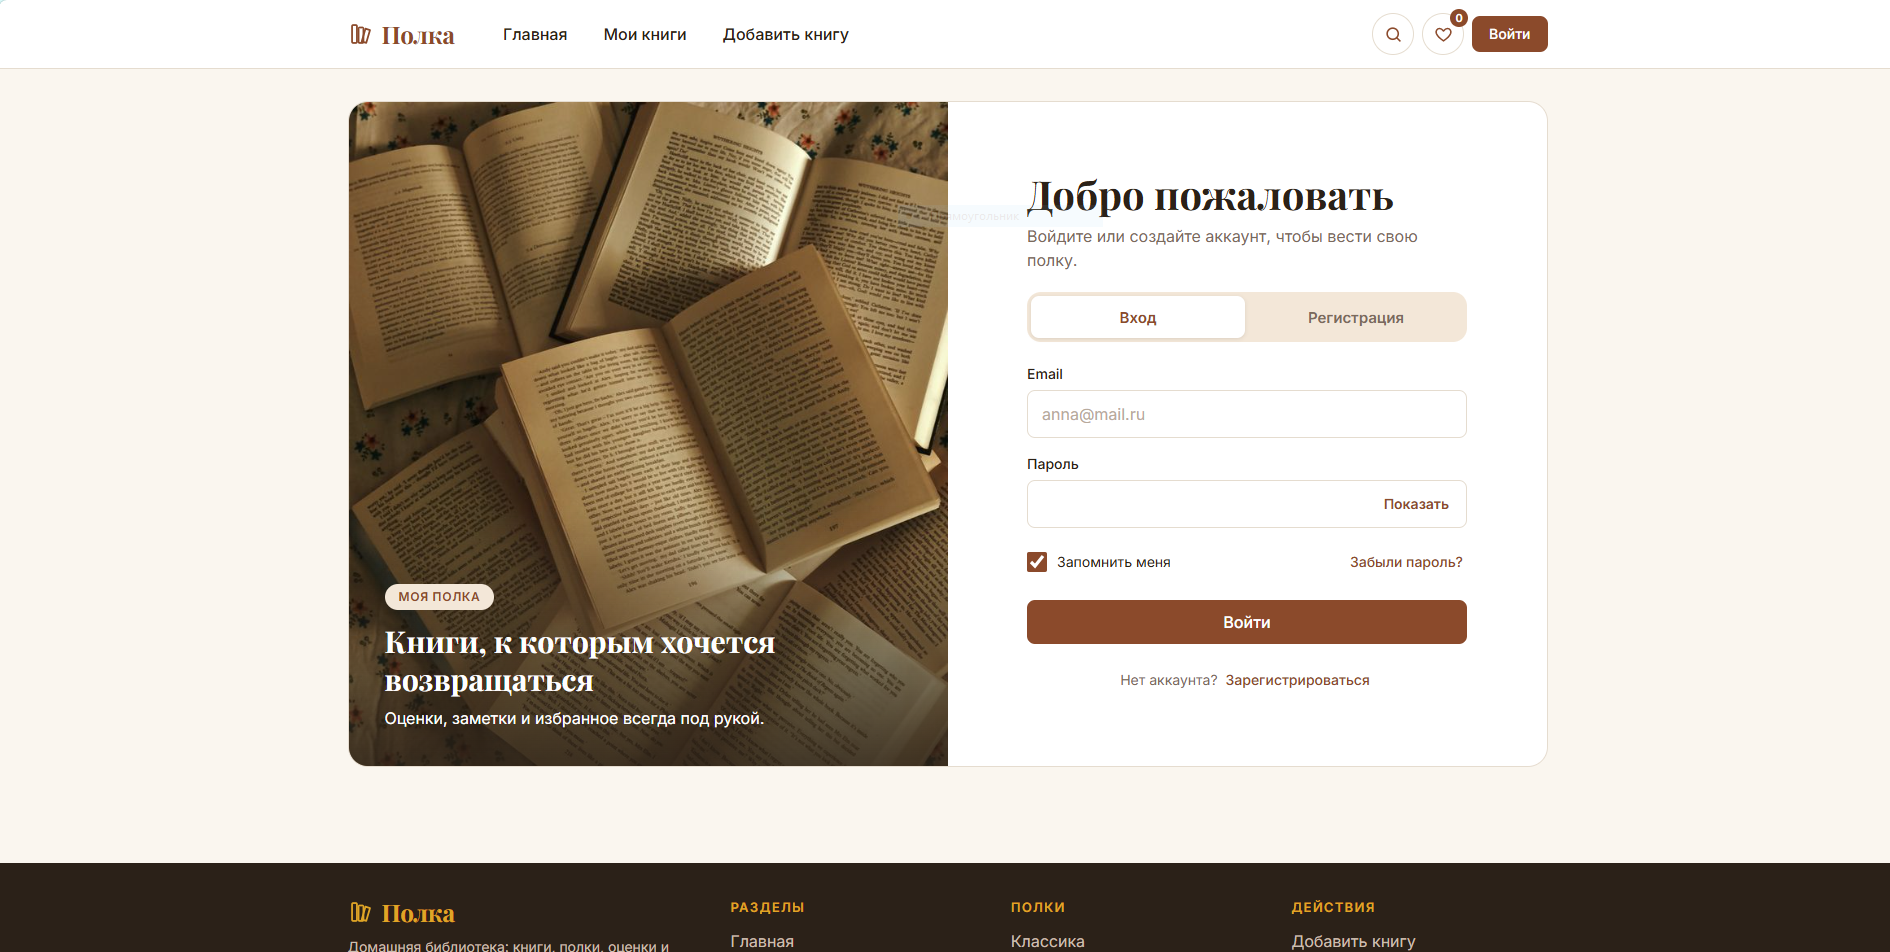 Полка
Главная
Мои книги
Добавить книгу
0
Войти
Добро пожаловать
Войдите или создайте аккаунт, чтобы вести свою
полку.
Вход
Регистрация
Email
anna@mail.ru
Пароль
Показать
Запомнить меня
Забыли пароль?
Войти
Нет аккаунта? Зарегистрироваться
МОЯ ПОЛКА
Книги, к которым хочется
возвращаться
Оценки, заметки и избранное всегда под рукой.
Полка
Домашняя библиотека: книги, полки, оценки и
РАЗДЕЛЫ
Главная
ПОЛКИ
Классика
ДЕЙСТВИЯ
Добавить книгу